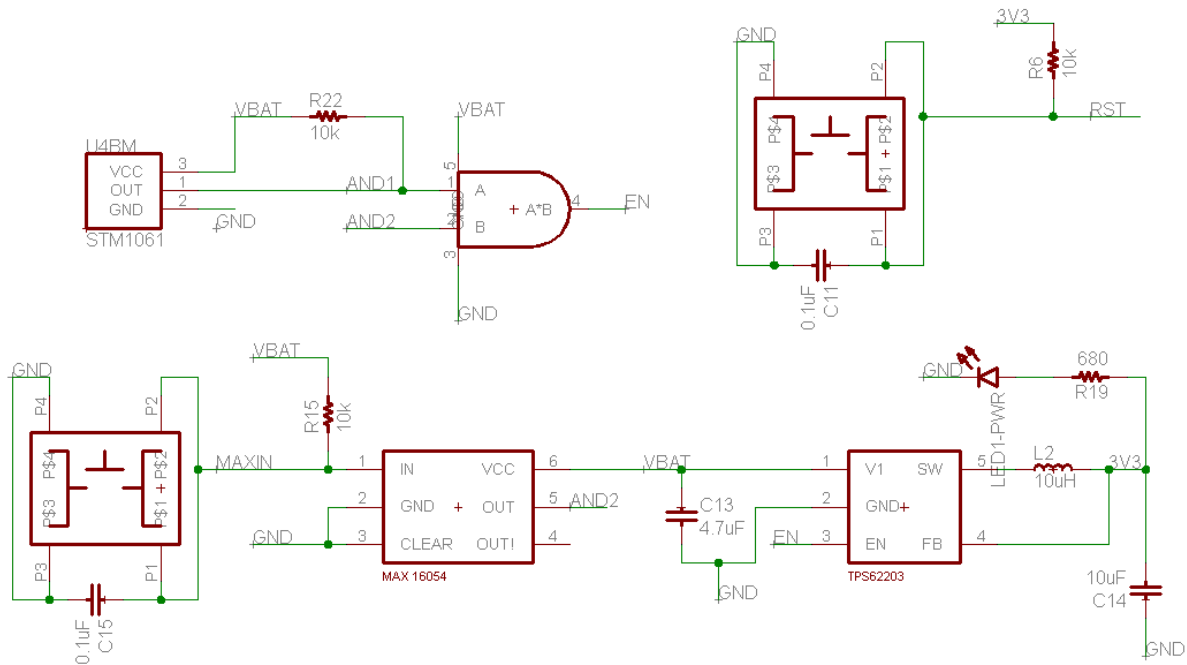 VBAT
R22
10k
U4BM
VCC
3
OUT
1
GND
2
GND
STM1061
AND1
AND2
VBAT
5
1
A
B
3
+ A*B
4
EN
GND
GND
P4
P2
P$4
P$3
P$2
+
P$1
P3
P1
0.1uF
C11
3V3
R6
10k
RST
GND
P4
P2
P$4
P$3
P$2
+
P$1
P3
P1
0.1uF
C15
VBAT
R15
10k
MAXIN
1
IN
VCC
6
2
GND
+
OUT
5
AND2
GND
3
CLEAR
OUT!
4
MAX 16054
VBAT
C13
4.7uF
GND
1
V1
SW
5
2
GND+
EN
3
EN
FB
4
TPS62203
GND
LED1-PWR
680
R19
L2
10uH
3V3
10uF
C14
GND